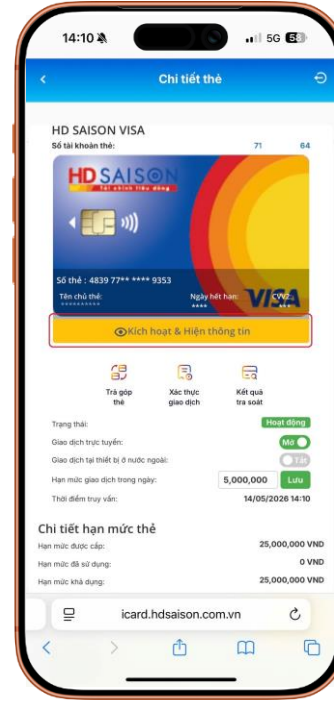 14:10
5G 58
Chi tiết thẻ
HD SAISON VISA
Số tài khoản thẻ: 71 64
HD SAISON
Tài chính tiêu dùng
Số thẻ : 4839 77** **** 9353
Tên chủ thẻ: Ngày hết hạn: CVV2:
********** **** ***
VISA
Kích hoạt & Hiện thông tin
Trả góp thẻ
Xác thực giao dịch
Kết quả tra soát
Trạng thái: Hoạt động
Giao dịch trực tuyến: Mở
Giao dịch tại thiết bị ở nước ngoài: Tắt
Hạn mức giao dịch trong ngày: 5,000,000 Lưu
Thời điểm truy vấn: 14/05/2026 14:10
Chi tiết hạn mức thẻ
Hạn mức được cấp: 25,000,000 VND
Hạn mức đã sử dụng: 0 VND
Hạn mức khả dụng: 25,000,000 VND
icard.hdsaison.com.vn